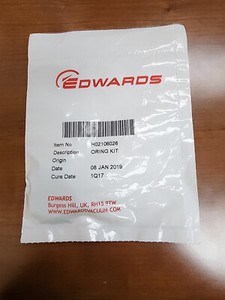 EDWARDS
Item No H02106026
Description ORING KIT
Origin
Date 08 JAN 2019
Cure Date 1Q17
EDWARDS
Burgess Hill, UK, RH15 9TW
WWW.EDWARDSVACUUM.COM